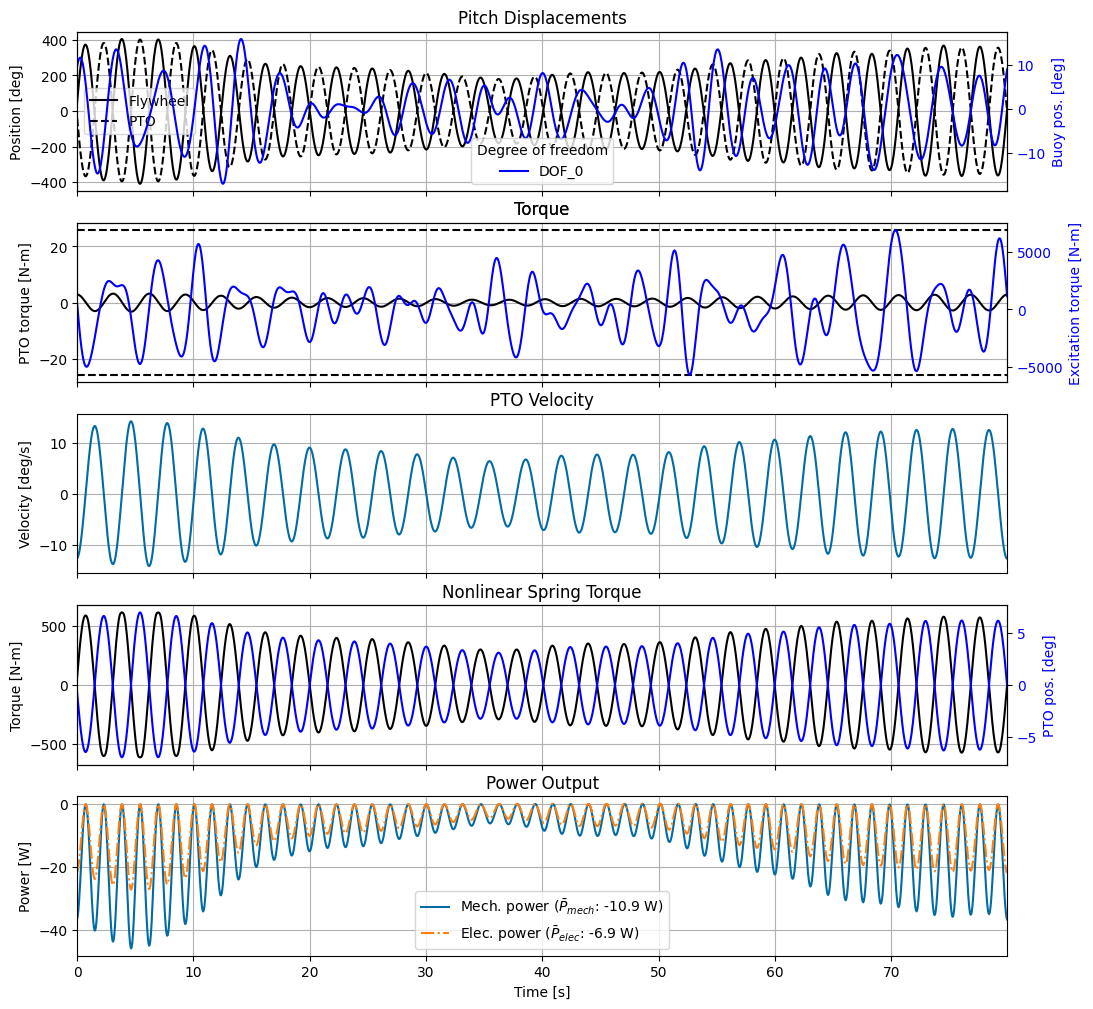 Pitch Displacements
Position [deg]
400
200
0
−200
−400
Flywheel
PTO
Degree of freedom
DOF_0
10
0
−10
Buoy pos. [deg]
Torque
PTO torque [N-m]
20
0
−20
5000
0
−5000
Excitation torque [N-m]
PTO Velocity
Velocity [deg/s]
10
0
−10
Nonlinear Spring Torque
Torque [N-m]
500
0
−500
5
0
−5
PTO pos. [deg]
Power Output
Power [W]
0
−20
−40
Mech. power (P̄mech: -10.9 W)
Elec. power (P̄elec: -6.9 W)
0 10 20 30 40 50 60 70
Time [s]